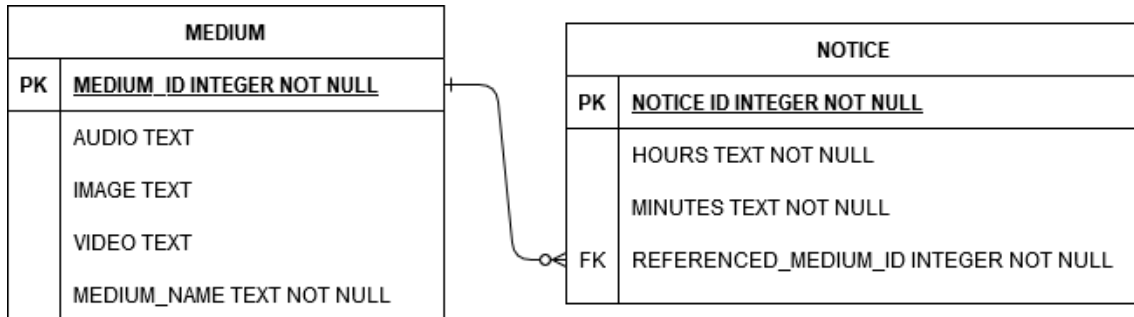 MEDIUM
PK MEDIUM_ID INTEGER NOT NULL
AUDIO TEXT
IMAGE TEXT
VIDEO TEXT
MEDIUM_NAME TEXT NOT NULL
NOTICE
PK NOTICE ID INTEGER NOT NULL
HOURS TEXT NOT NULL
MINUTES TEXT NOT NULL
FK REFERENCED_MEDIUM_ID INTEGER NOT NULL